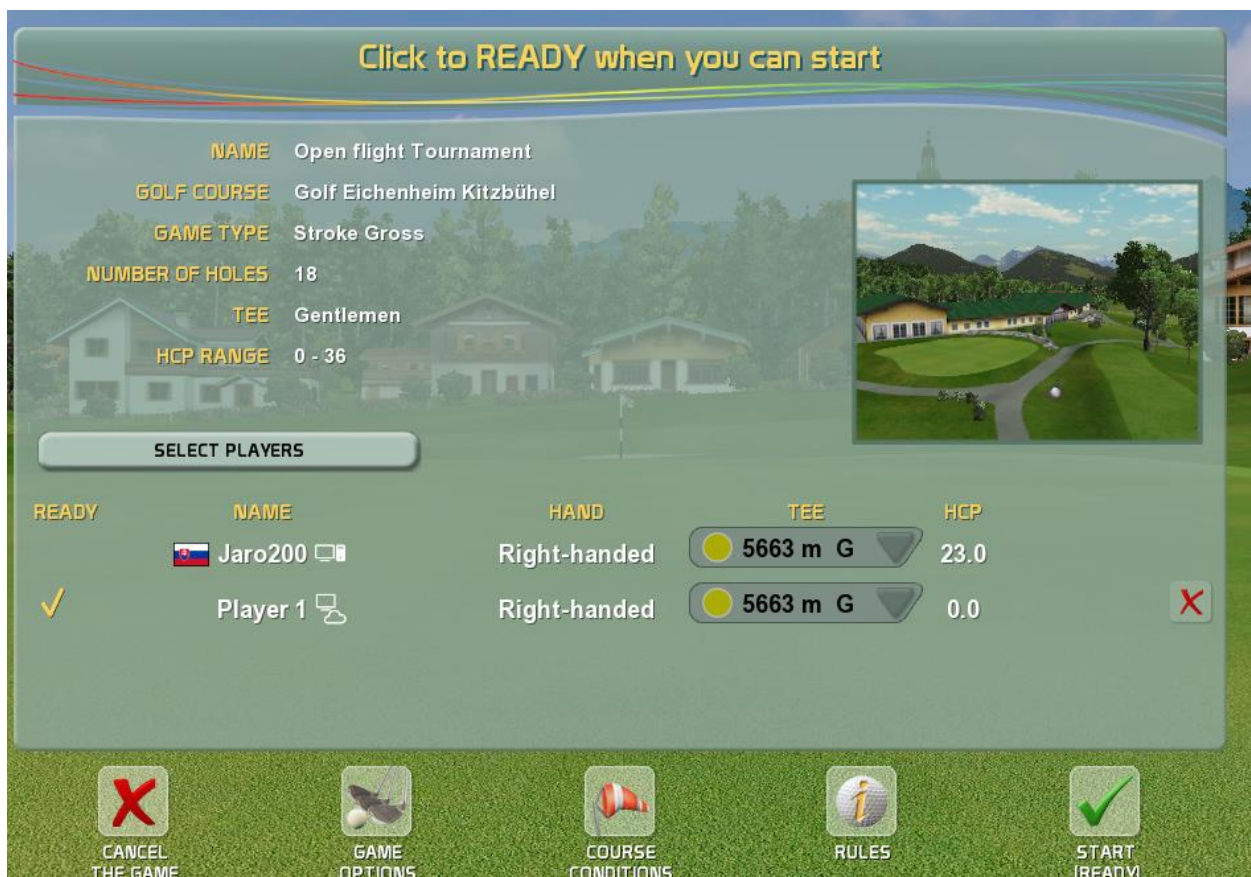 Click to READY when you can start
NAME Open flight Tournament
GOLF COURSE Golf Eichenheim Kitzbühel
GAME TYPE Stroke Gross
NUMBER OF HOLES 18
TEE Gentlemen
HCP RANGE 0 - 36
SELECT PLAYERS
READY NAME HAND TEE HCP
Jaro200 Right-handed 5663 m G 23.0
Player 1 Right-handed 5663 m G 0.0
CANCEL
THE GAME
GAME
OPTIONS
COURSE
CONDITIONS
RULES
START
(READY)